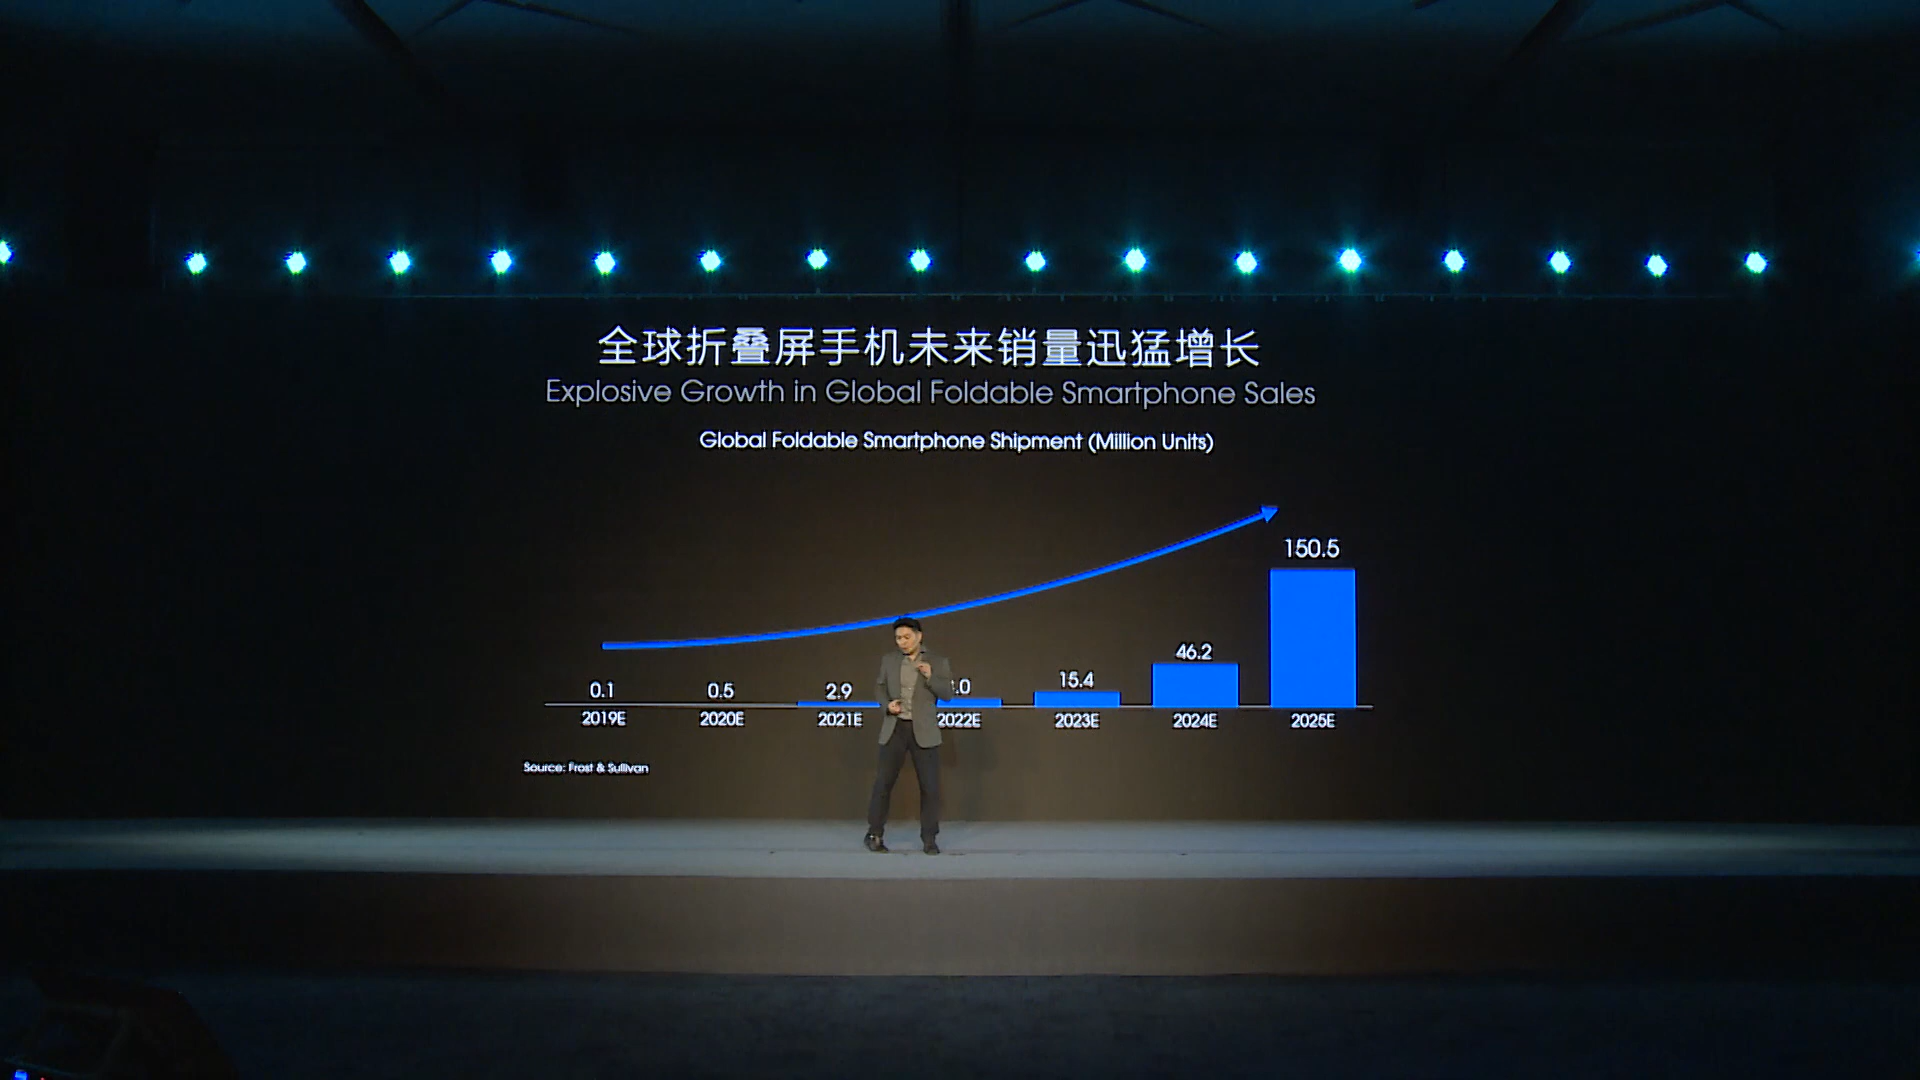 全球折叠屏手机未来销量迅猛增长
Explosive Growth in Global Foldable Smartphone Sales
Global Foldable Smartphone Shipment (Million Units)
0.1 0.5 2.9 .0 15.4 46.2 150.5
2019E 2020E 2021E 2022E 2023E 2024E 2025E
Source: Frost & Sullivan